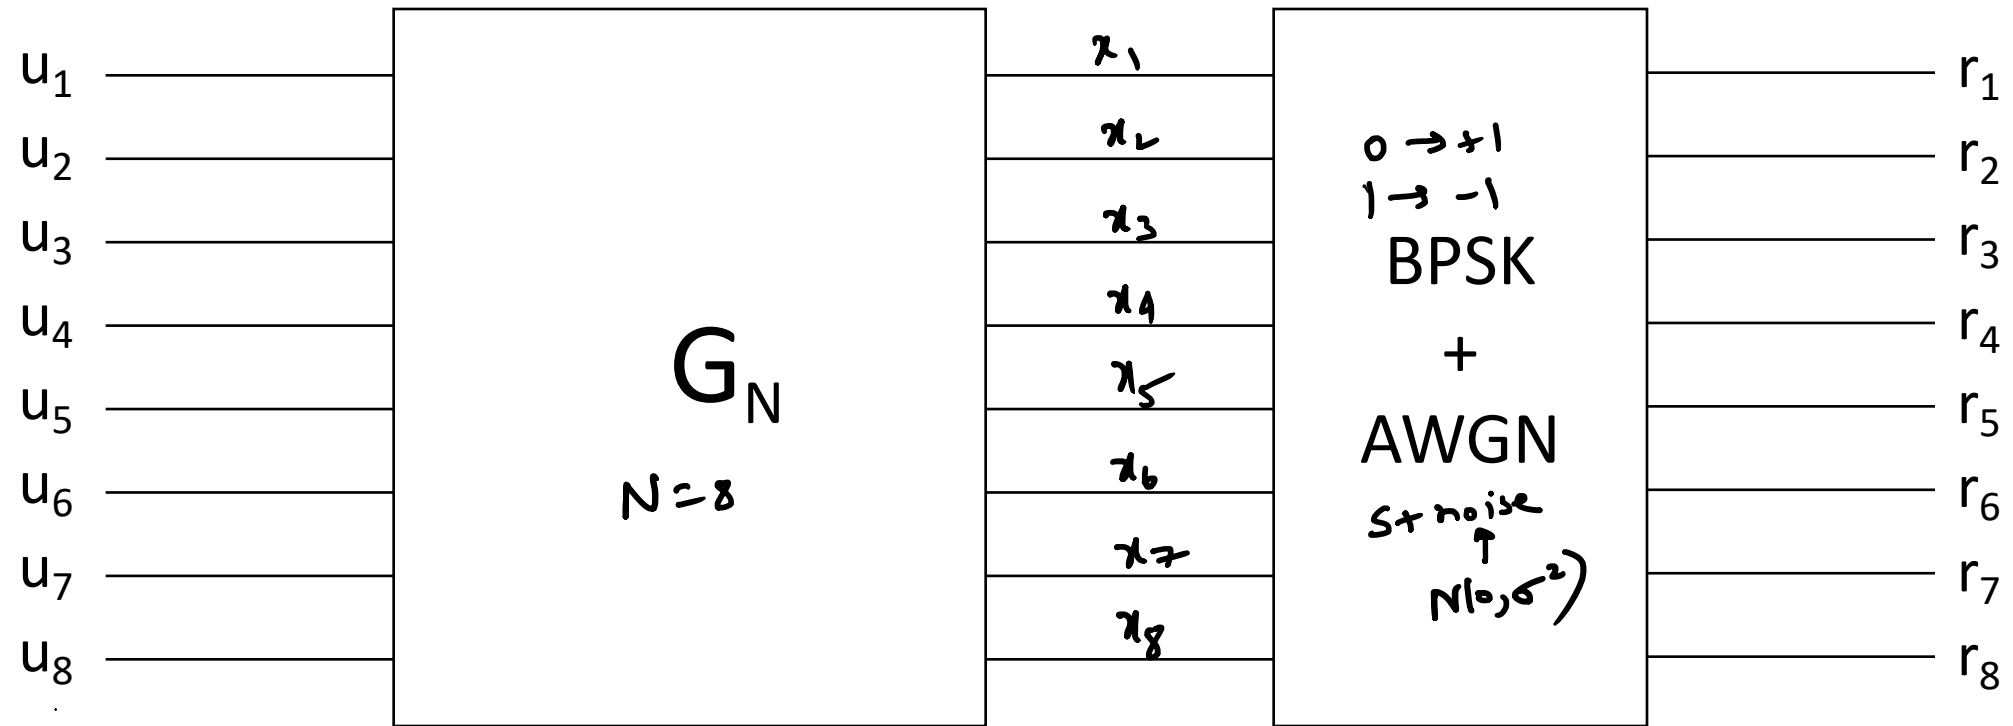 u1 x1 r1
u2 x2 0 → +1 r2
u3 x3 1 → -1 r3
BPSK
u4 GN x4 + r4
u5 x5 AWGN r5
u6 N=8 x6 s+ noise r6
↑
u7 x7 N(0,σ²) r7
u8 x8 r8